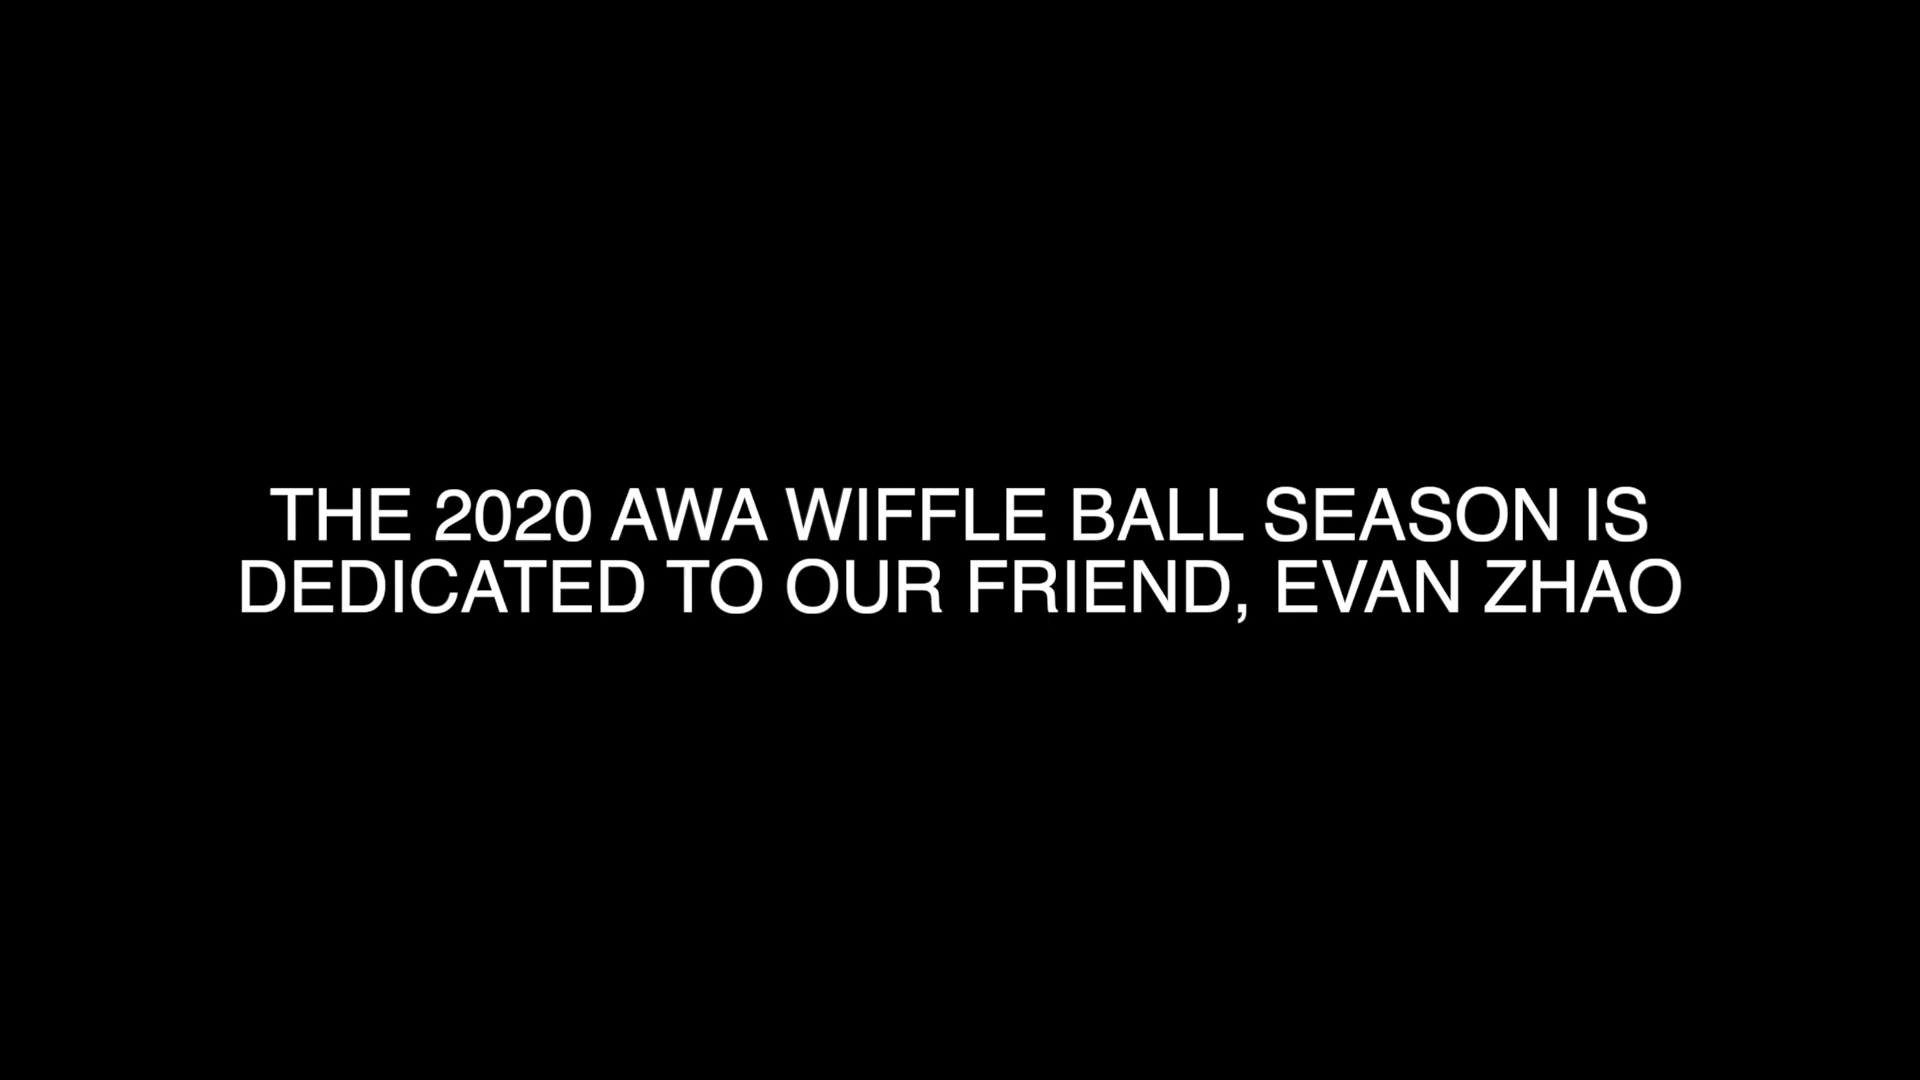 THE 2020 AWA WIFFLE BALL SEASON IS
DEDICATED TO OUR FRIEND, EVAN ZHAO